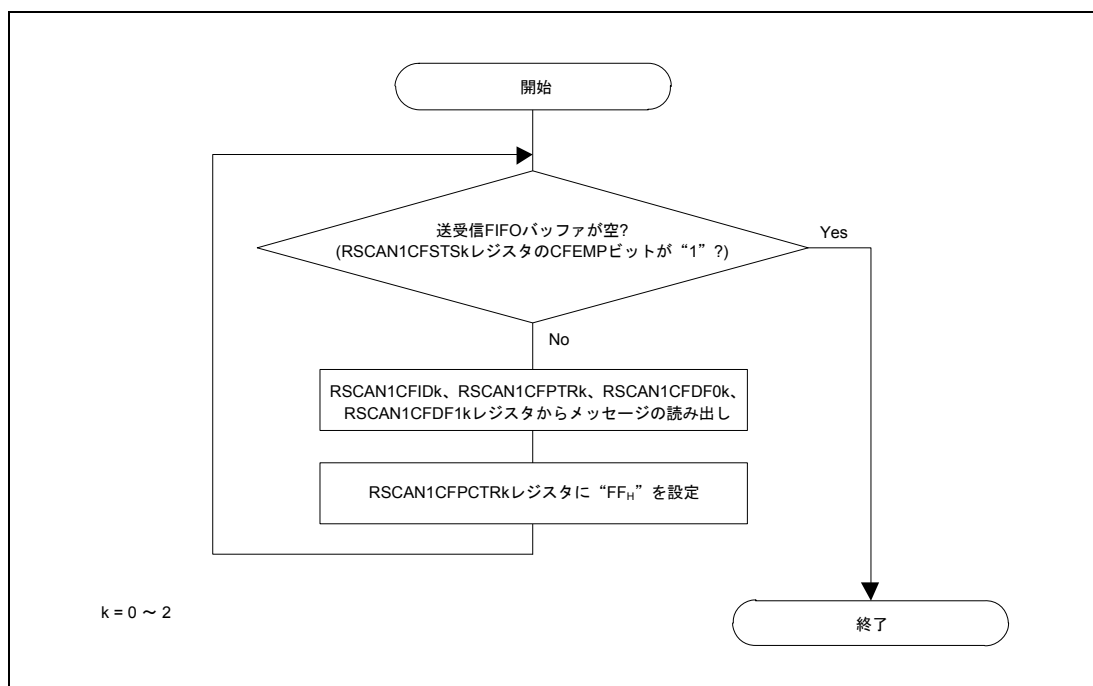 開始
送受信FIFOバッファが空?
(RSCAN1CFSTSkレジスタのCFEMPビットが“1”?)
Yes
No
RSCAN1CFIDk、RSCAN1CFPTRk、RSCAN1CFDF0k、
RSCAN1CFDF1kレジスタからメッセージの読み出し
RSCAN1CFPCTRkレジスタに“FFH”を設定
k = 0 ～ 2
終了